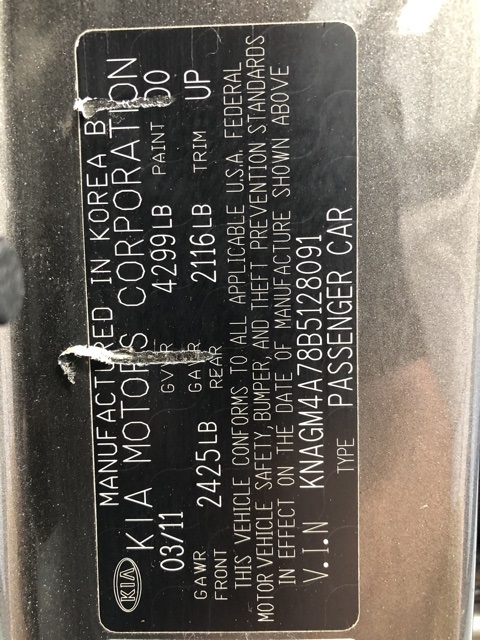 KIA
MANUFACTURED IN KOREA BY
KIA MOTORS CORPORATION
03/11 GVWR 4299LB PAINT
GAWR FRONT 2425LB GAWR REAR 2116LB TRIM UP
THIS VEHICLE CONFORMS TO ALL APPLICABLE U.S.A. FEDERAL
MOTOR VEHICLE SAFETY, BUMPER, AND THEFT PREVENTION STANDARDS
IN EFFECT ON THE DATE OF MANUFACTURE SHOWN ABOVE
V.I.N KNAGM4A78B5128091
TYPE PASSENGER CAR